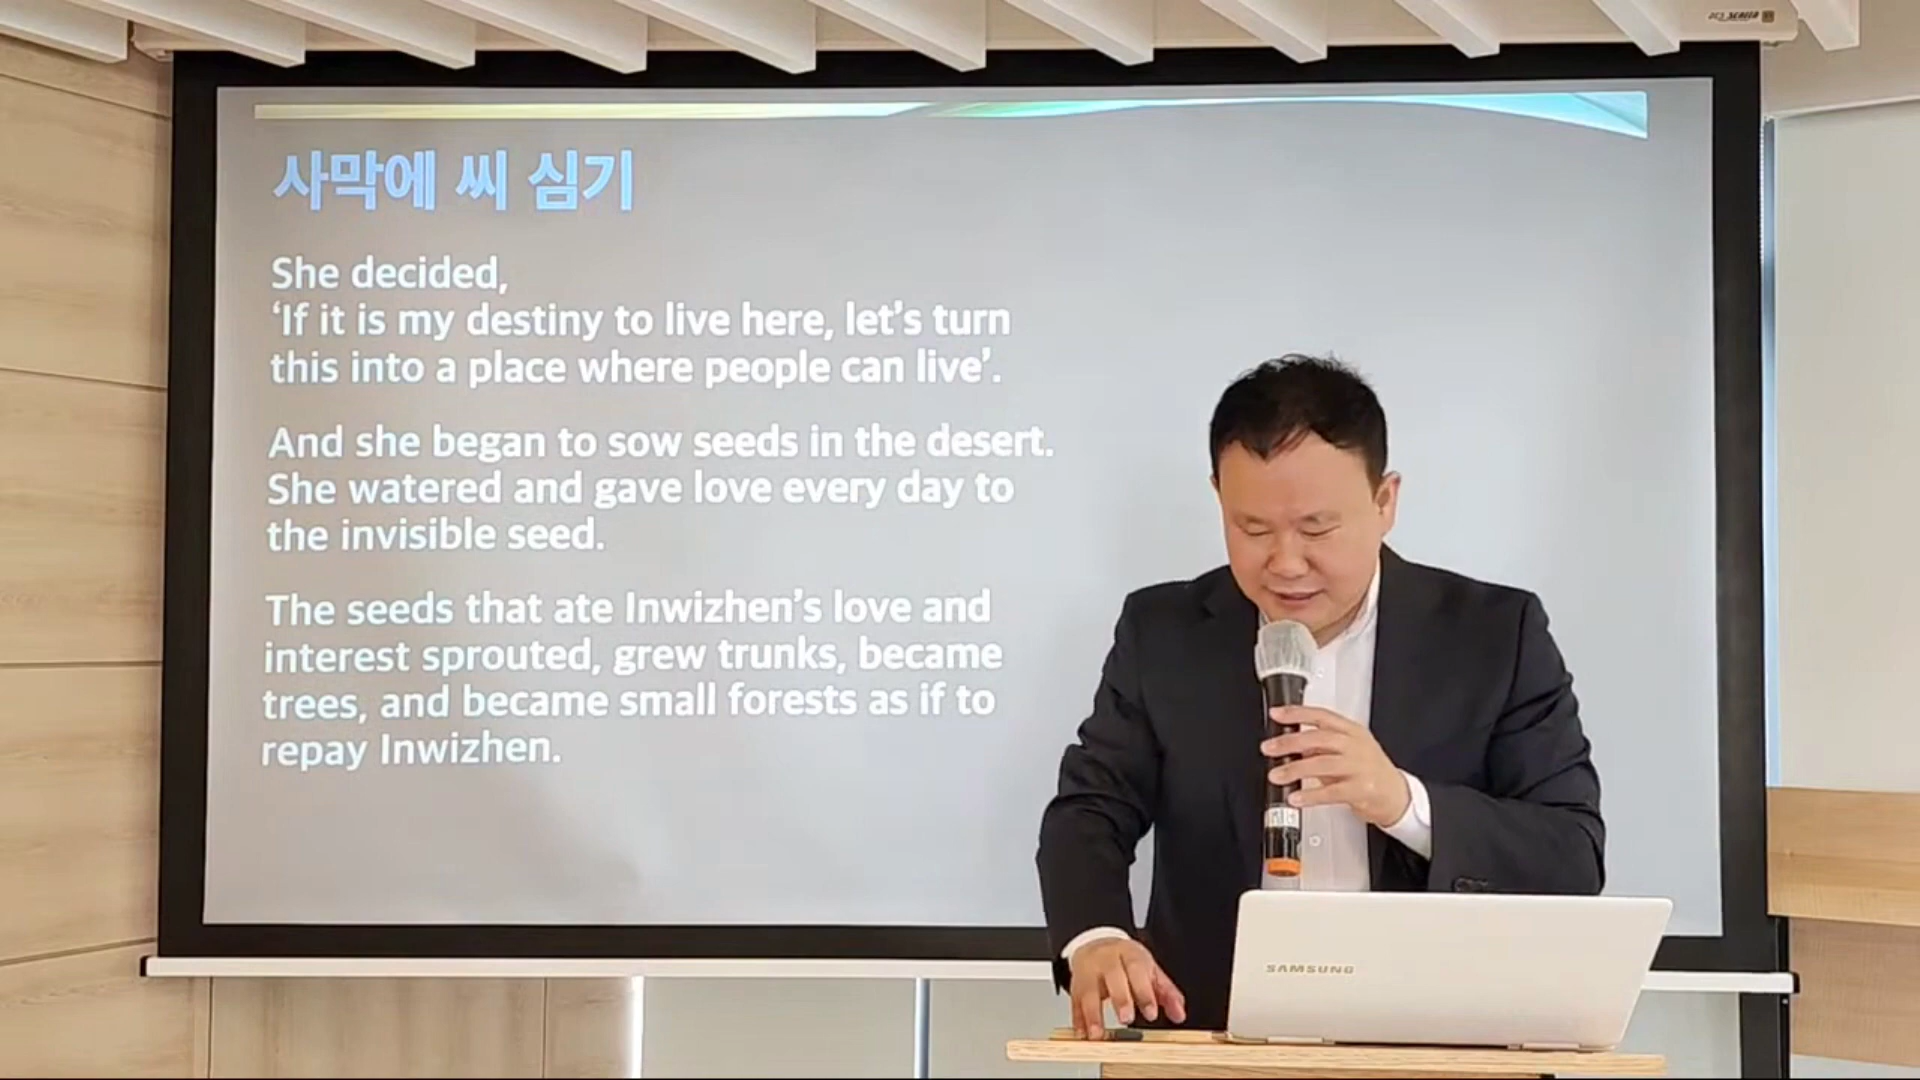 사막에 씨 심기
She decided,
‘If it is my destiny to live here, let’s turn
this into a place where people can live’.
And she began to sow seeds in the desert.
She watered and gave love every day to
the invisible seed.
The seeds that ate Inwizhen’s love and
interest sprouted, grew trunks, became
trees, and became small forests as if to
repay Inwizhen.
SAMSUNG